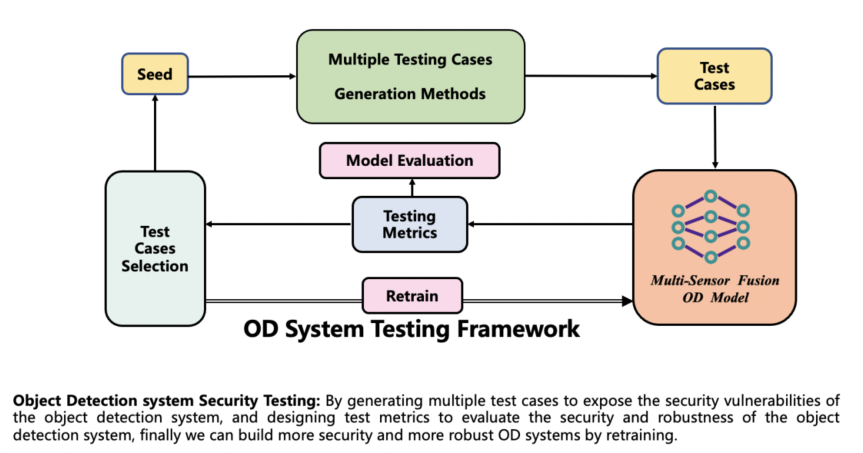 Seed
Multiple Testing Cases
Generation Methods
Test
Cases
Model Evaluation
Test
Cases
Selection
Testing
Metrics
Multi-Sensor Fusion
OD Model
Retrain
OD System Testing Framework
Object Detection system Security Testing: By generating multiple test cases to expose the security vulnerabilities of
the object detection system, and designing test metrics to evaluate the security and robustness of the object
detection system, finally we can build more security and more robust OD systems by retraining.